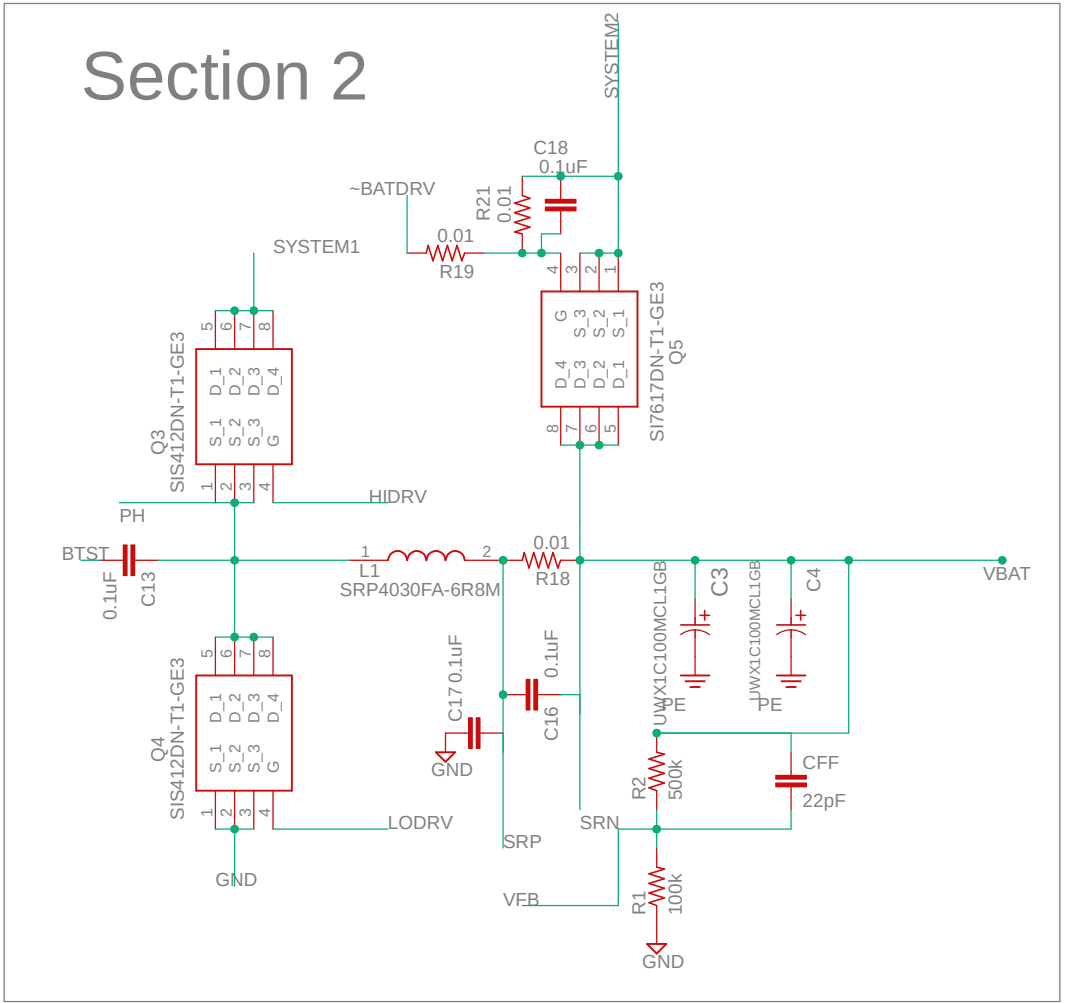 Section 2
SYSTEM2
C18
0.1uF
~BATDRV
R21
0.01
0.01
R19
SYSTEM1
4
3
2
1
G
S_3
S_2
S_1
D_4
D_3
D_2
D_1
8
7
6
5
SI7617DN-T1-GE3
Q5
5
6
7
8
D_1
D_2
D_3
D_4
S_1
S_2
S_3
G
1
2
3
4
Q3
SIS412DN-T1-GE3
HIDRV
PH
BTST
0.1uF
C13
1
2
L1
SRP4030FA-6R8M
0.01
R18
VBAT
UWX1C100MCL1GB
C3
+
PE
UWX1C100MCL1GB
C4
+
PE
5
6
7
8
D_1
D_2
D_3
D_4
S_1
S_2
S_3
G
1
2
3
4
Q4
SIS412DN-T1-GE3
LODRV
GND
C17
0.1uF
GND
0.1uF
C16
SRP
SRN
R2
500k
CFF
22pF
VFB
R1
100k
GND